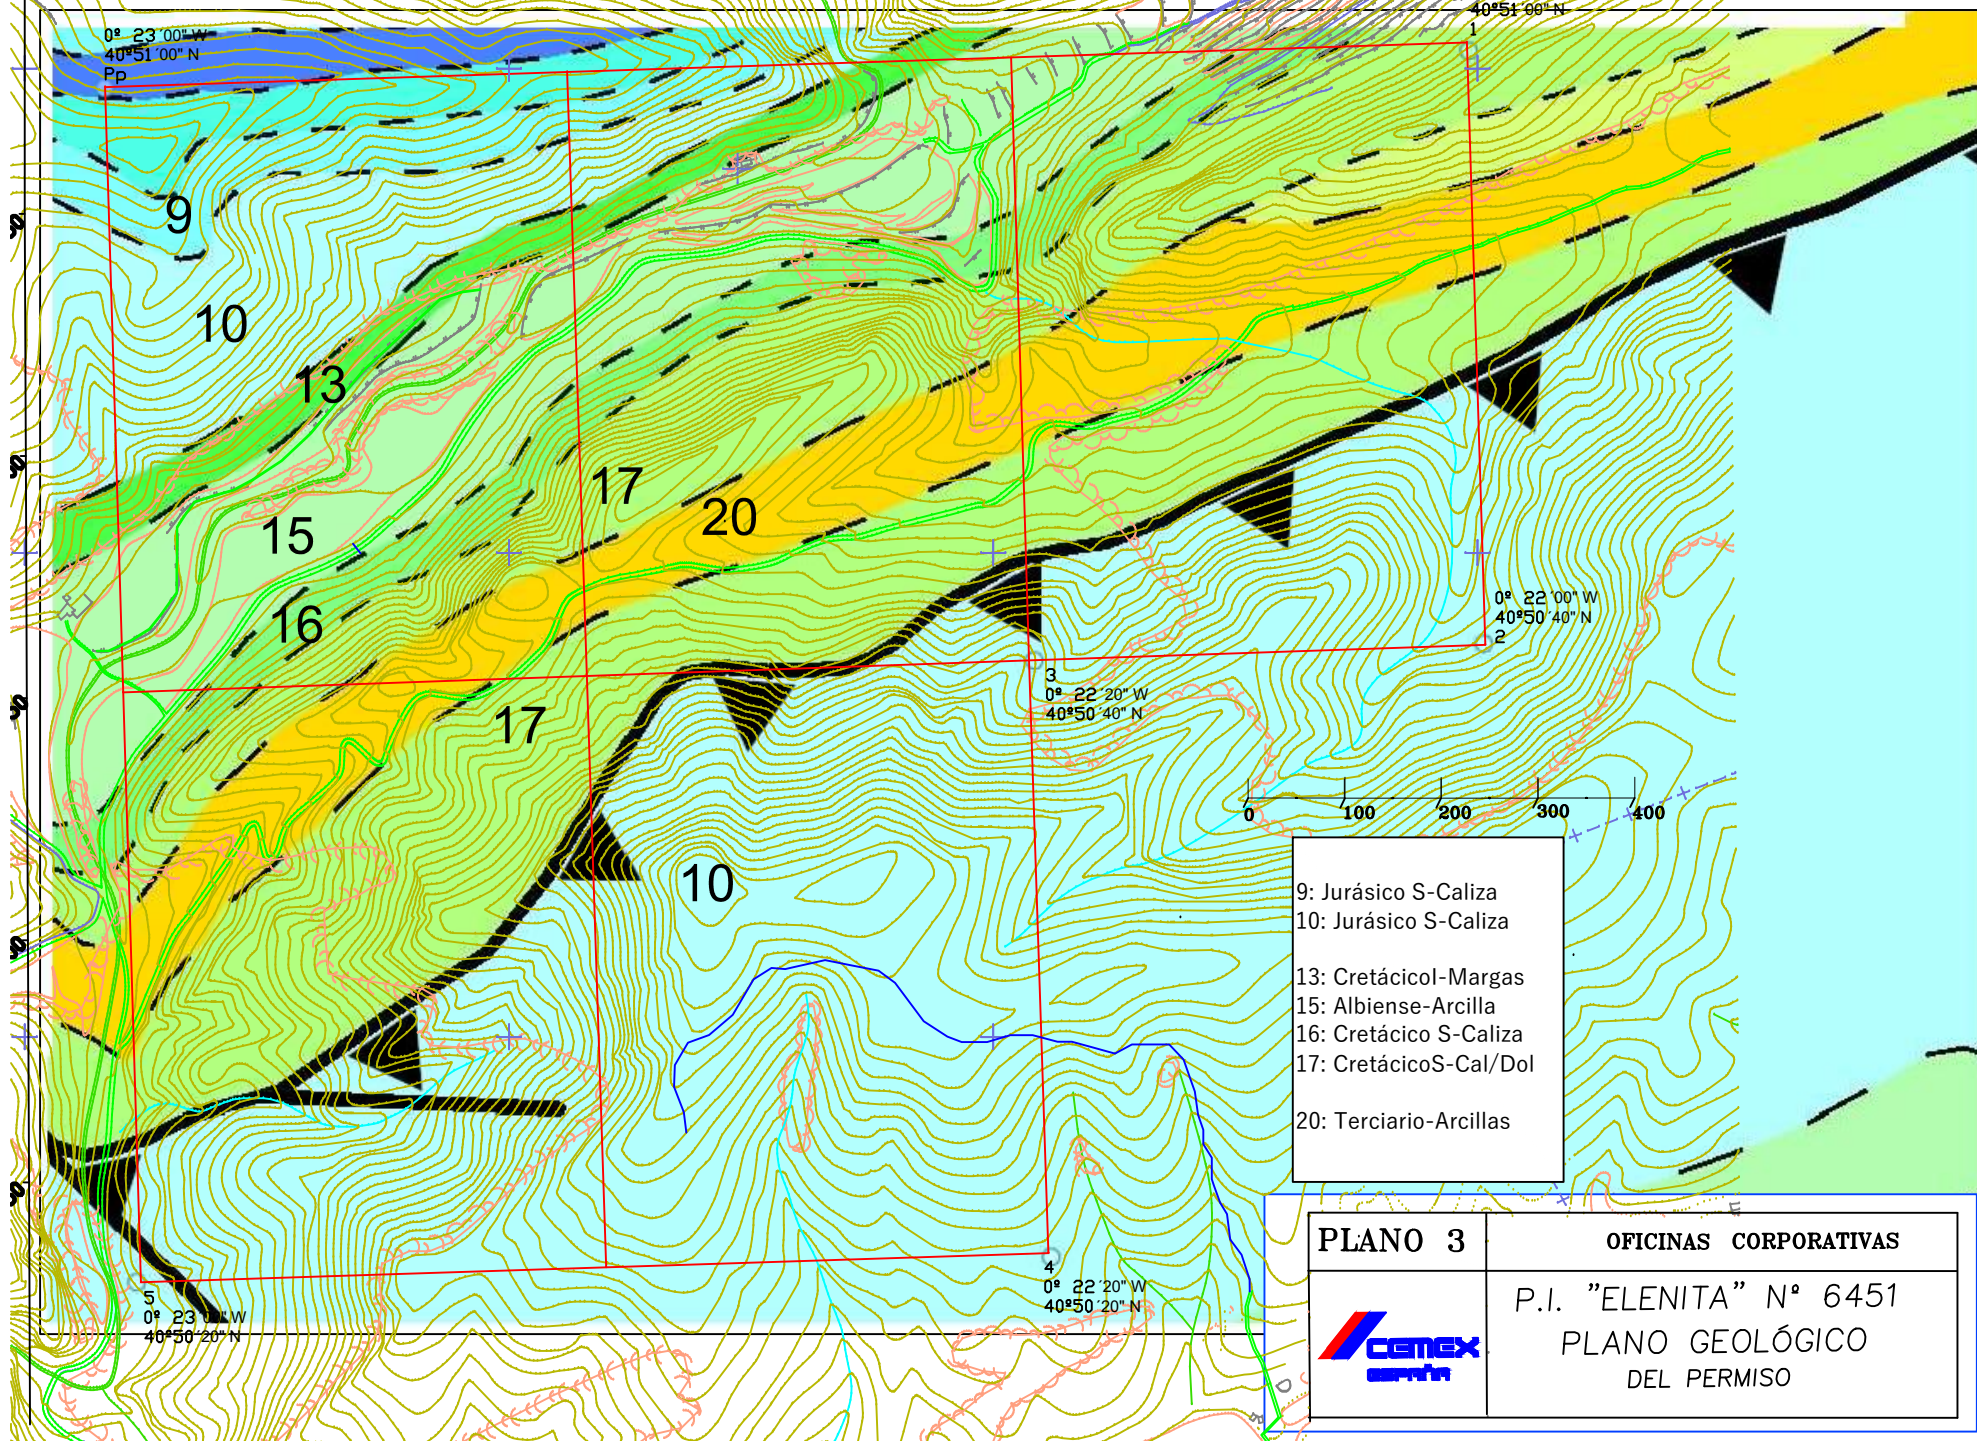 0º 23´00" W
40º51´00" N
Pp
40º51´00" N
1
9
10
13
15
16
17
20
17
10
0º 22´00" W
40º50´40" N
2
3
0º 22´20" W
40º50´40" N
0 100 200 300 400
9: Jurásico S-Caliza
10: Jurásico S-Caliza
13: CretácicoI-Margas
15: Albiense-Arcilla
16: Cretácico S-Caliza
17: CretácicoS-Cal/Dol
20: Terciario-Arcillas
4
0º 22´20" W
40º50´20" N
5
0º 23´ " W
40º50´20" N
PLANO 3
OFICINAS CORPORATIVAS
P.I. "ELENITA" Nº 6451
PLANO GEOLÓGICO
DEL PERMISO
CEMEX
ESPAÑA